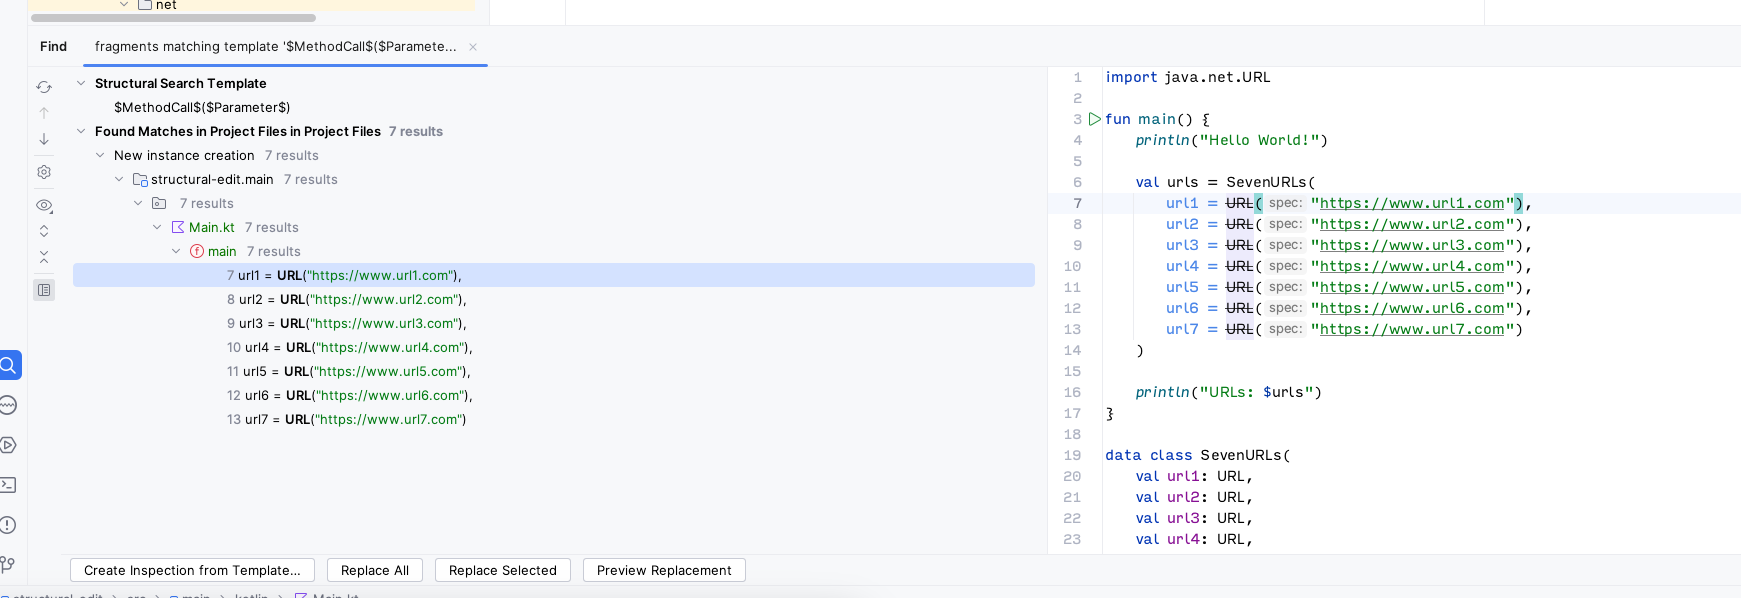 net
Find fragments matching template '$MethodCall$($Paramete...
Structural Search Template
$MethodCall$($Parameter$)
Found Matches in Project Files in Project Files 7 results
New instance creation 7 results
structural-edit.main 7 results
7 results
Main.kt 7 results
main 7 results
7 url1 = URL("https://www.url1.com"),
8 url2 = URL("https://www.url2.com"),
9 url3 = URL("https://www.url3.com"),
10 url4 = URL("https://www.url4.com"),
11 url5 = URL("https://www.url5.com"),
12 url6 = URL("https://www.url6.com"),
13 url7 = URL("https://www.url7.com")
1 import java.net.URL
2
3 fun main() {
4 println("Hello World!")
5
6 val urls = SevenURLs(
7 url1 = URL( spec: "https://www.url1.com"),
8 url2 = URL( spec: "https://www.url2.com"),
9 url3 = URL( spec: "https://www.url3.com"),
10 url4 = URL( spec: "https://www.url4.com"),
11 url5 = URL( spec: "https://www.url5.com"),
12 url6 = URL( spec: "https://www.url6.com"),
13 url7 = URL( spec: "https://www.url7.com")
14 )
15
16 println("URLs: $urls")
17 }
18
19 data class SevenURLs(
20 val url1: URL,
21 val url2: URL,
22 val url3: URL,
23 val url4: URL,
Create Inspection from Template... Replace All Replace Selected Preview Replacement
structural-edit > src > main > kotlin > Main.kt